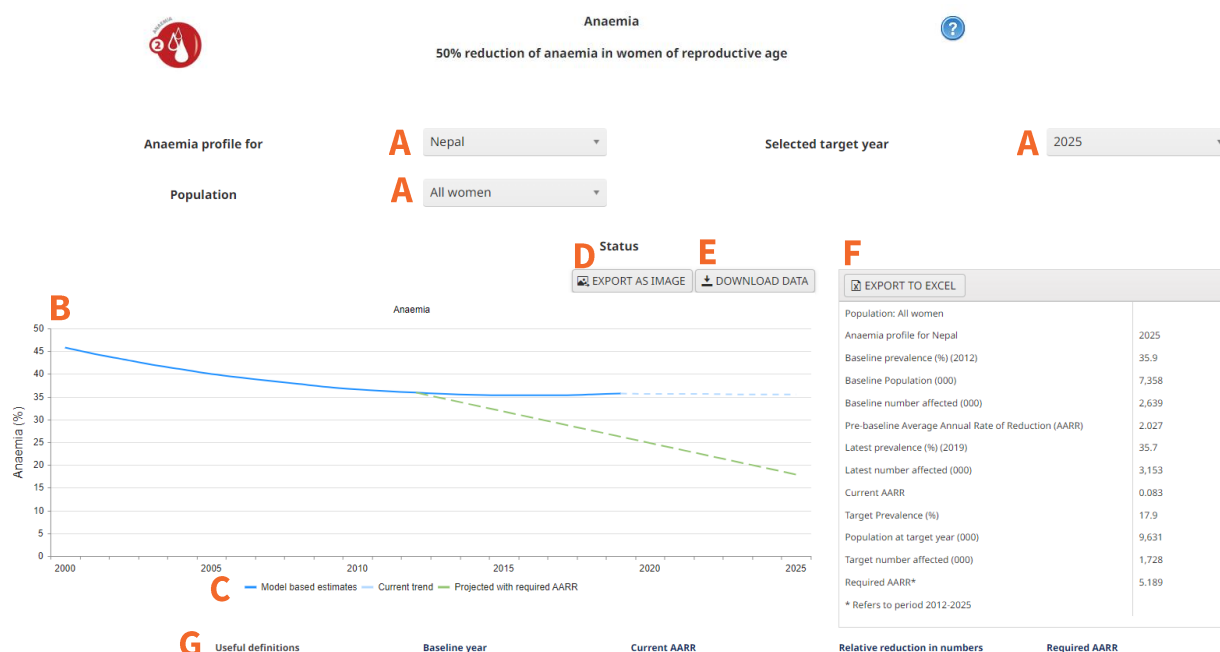 ANAEMIA
2
Anaemia
?
50% reduction of anaemia in women of reproductive age
Anaemia profile for
A
Nepal
Selected target year
A
2025
Population
A
All women
Status
D
E
F
EXPORT AS IMAGE
DOWNLOAD DATA
EXPORT TO EXCEL
B
Anaemia
50
45
40
35
30
25
20
15
10
5
0
Anaemia (%)
2000 2005 2010 2015 2020 2025
C
Model based estimates Current trend Projected with required AARR
Population: All women
Anaemia profile for Nepal 2025
Baseline prevalence (%) (2012) 35.9
Baseline Population (000) 7,358
Baseline number affected (000) 2,639
Pre-baseline Average Annual Rate of Reduction (AARR) 2.027
Latest prevalence (%) (2019) 35.7
Latest number affected (000) 3,153
Current AARR 0.083
Target Prevalence (%) 17.9
Population at target year (000) 9,631
Target number affected (000) 1,728
Required AARR* 5.189
* Refers to period 2012-2025
G
Useful definitions Baseline year Current AARR Relative reduction in numbers Required AARR